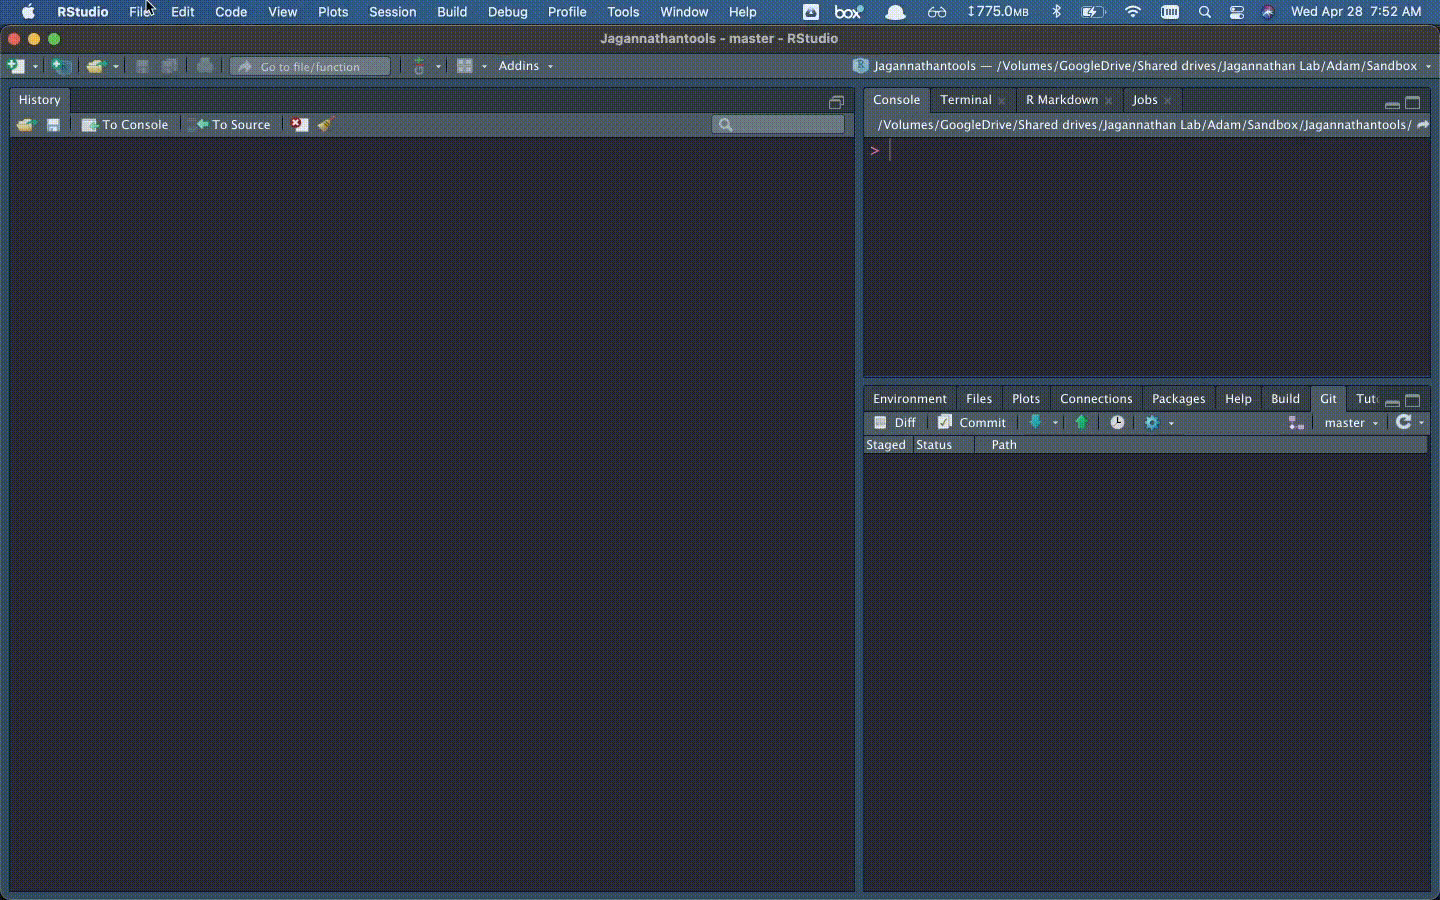 RStudio File Edit Code View Plots Session Build Debug Profile Tools Window Help box 775.0MB Wed Apr 28 7:52 AM
Jagannathantools - master - RStudio
Go to file/function Addins Jagannathantools — /Volumes/GoogleDrive/Shared drives/Jagannathan Lab/Adam/Sandbox
History
To Console To Source
Console Terminal R Markdown Jobs
/Volumes/GoogleDrive/Shared drives/Jagannathan Lab/Adam/Sandbox/Jagannathantools/
>
Environment Files Plots Connections Packages Help Build Git Tut
Diff Commit master
Staged Status Path